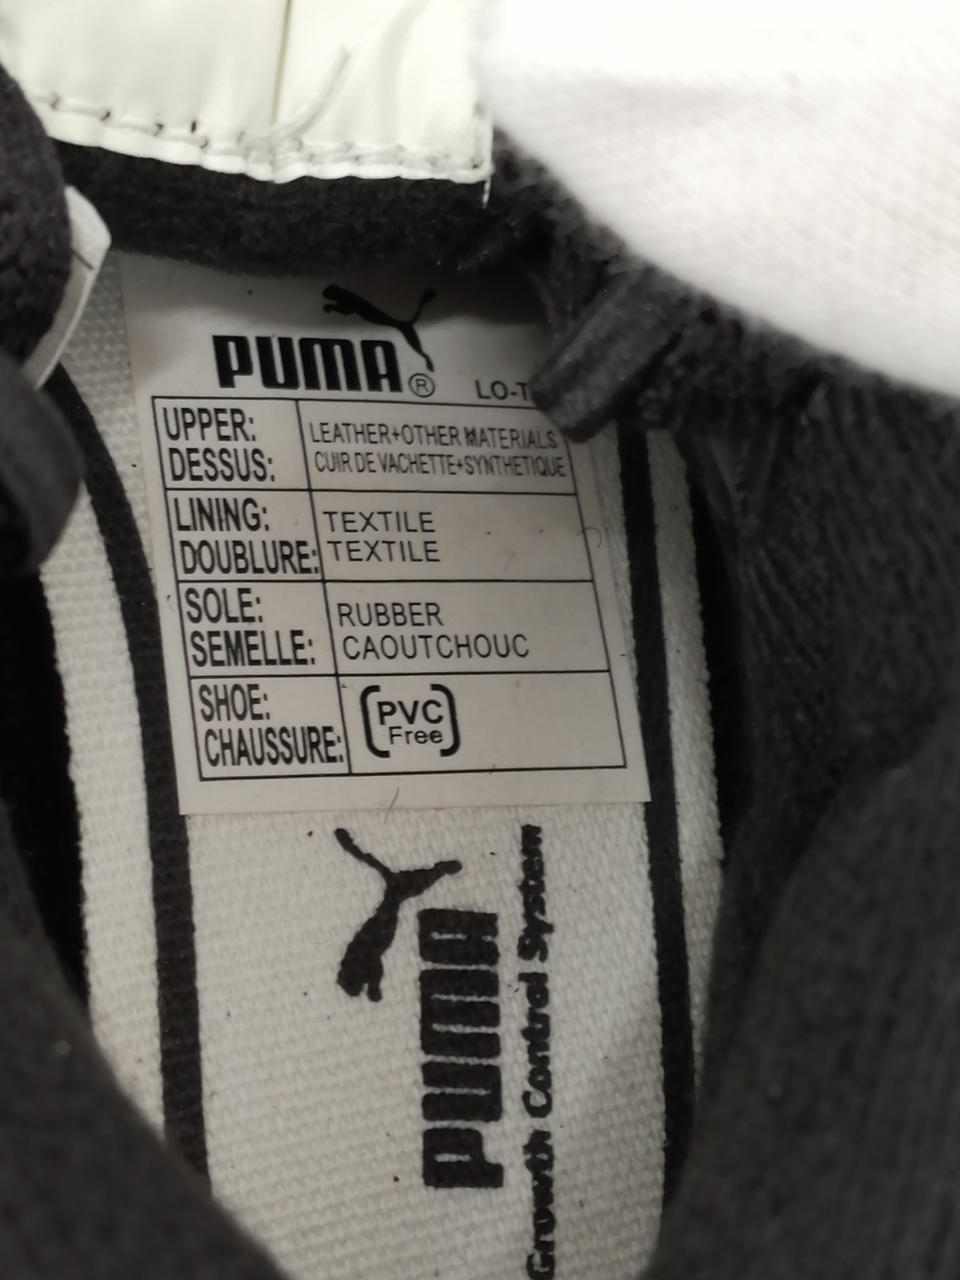 PUMA®
LO-T
UPPER: LEATHER+OTHER MATERIALS
DESSUS: CUIR DE VACHETTE+SYNTHETIQUE
LINING: TEXTILE
DOUBLURE: TEXTILE
SOLE: RUBBER
SEMELLE: CAOUTCHOUC
SHOE: PVC
CHAUSSURE: Free
PUMA
Growth Control System